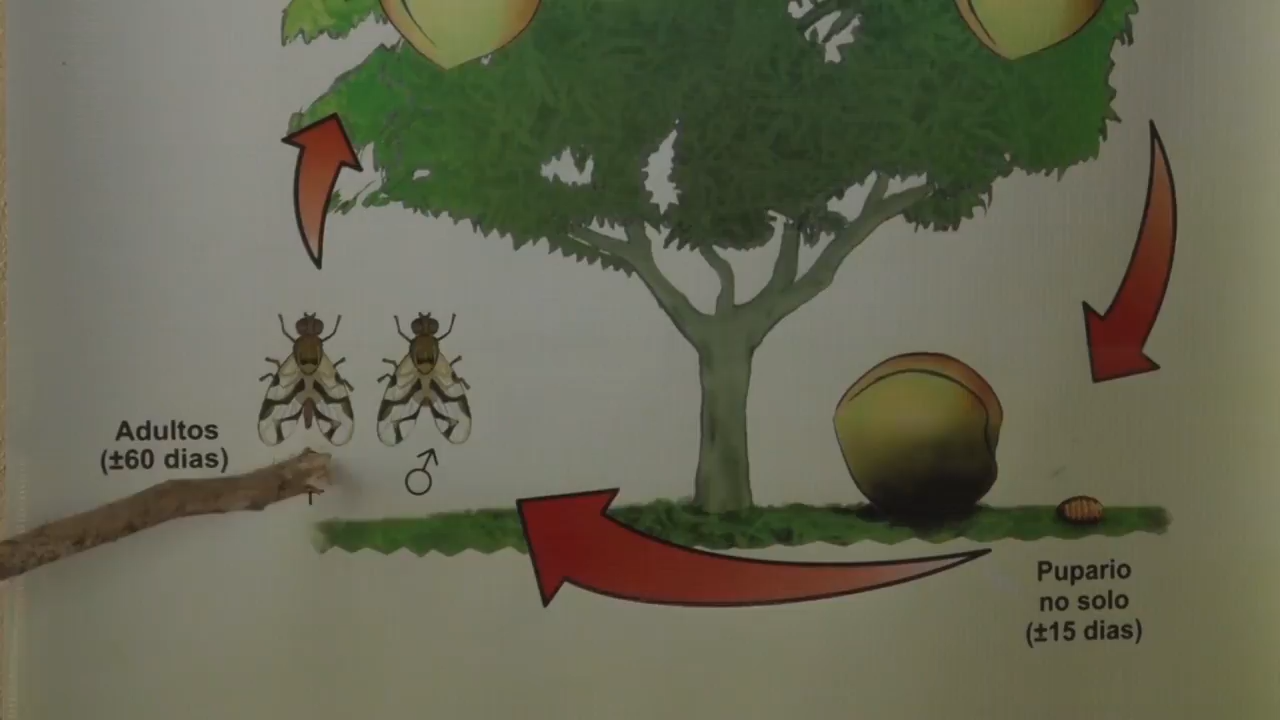 Adultos
(±60 dias)
♂
Pupario
no solo
(±15 dias)